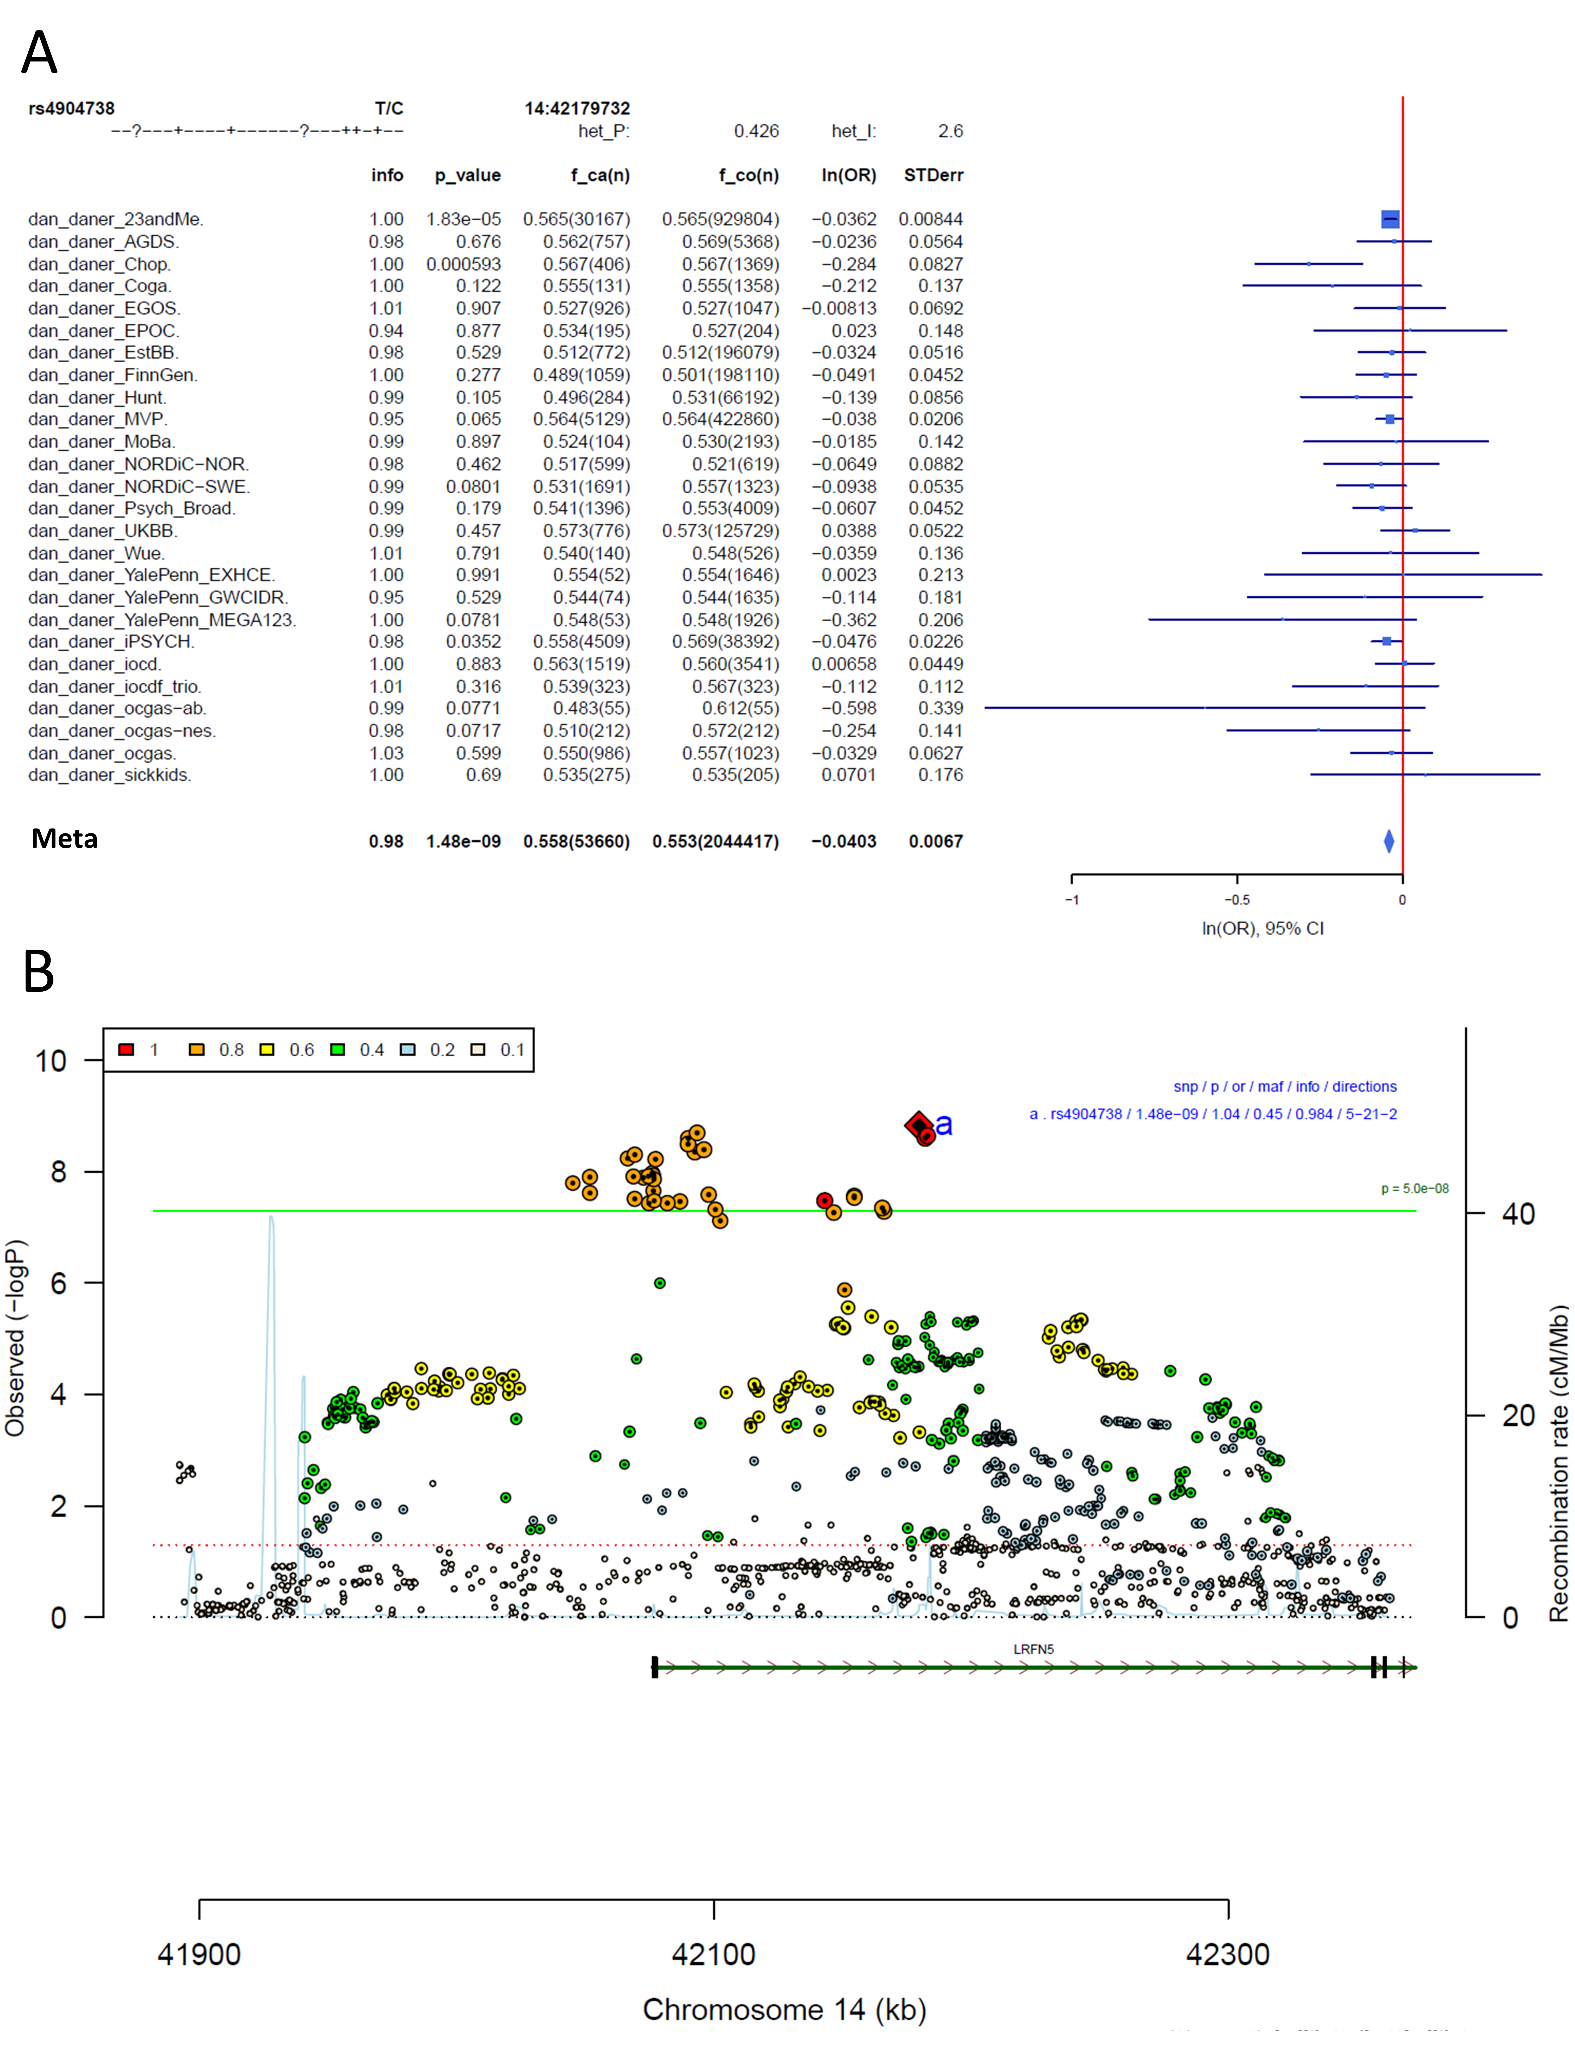 A
rs4904738 T/C 14:42179732
−−?−−−+−−−−+−−−−−−?−−−++−+−− het_P: 0.426 het_I: 2.6
info p_value f_ca(n) f_co(n) ln(OR) STDerr
dan_daner_23andMe. 1.00 1.83e−05 0.565(30167) 0.565(929804) −0.0362 0.00844
dan_daner_AGDS. 0.98 0.676 0.562(757) 0.569(5368) −0.0236 0.0564
dan_daner_Chop. 1.00 0.000593 0.567(406) 0.567(1369) −0.284 0.0827
dan_daner_Coga. 1.00 0.122 0.555(131) 0.555(1358) −0.212 0.137
dan_daner_EGOS. 1.01 0.907 0.527(926) 0.527(1047) −0.00813 0.0692
dan_daner_EPOC. 0.94 0.877 0.534(195) 0.527(204) 0.023 0.148
dan_daner_EstBB. 0.98 0.529 0.512(772) 0.512(196079) −0.0324 0.0516
dan_daner_FinnGen. 1.00 0.277 0.489(1059) 0.501(198110) −0.0491 0.0452
dan_daner_Hunt. 0.99 0.105 0.496(284) 0.531(66192) −0.139 0.0856
dan_daner_MVP. 0.95 0.065 0.564(5129) 0.564(422860) −0.038 0.0206
dan_daner_MoBa. 0.99 0.897 0.524(104) 0.530(2193) −0.0185 0.142
dan_daner_NORDiC−NOR. 0.98 0.462 0.517(599) 0.521(619) −0.0649 0.0882
dan_daner_NORDiC−SWE. 0.99 0.0801 0.531(1691) 0.557(1323) −0.0938 0.0535
dan_daner_Psych_Broad. 0.99 0.179 0.541(1396) 0.553(4009) −0.0607 0.0452
dan_daner_UKBB. 0.99 0.457 0.573(776) 0.573(125729) 0.0388 0.0522
dan_daner_Wue. 1.01 0.791 0.540(140) 0.548(526) −0.0359 0.136
dan_daner_YalePenn_EXHCE. 1.00 0.991 0.554(52) 0.554(1646) 0.0023 0.213
dan_daner_YalePenn_GWCIDR. 0.95 0.529 0.544(74) 0.544(1635) −0.114 0.181
dan_daner_YalePenn_MEGA123. 1.00 0.0781 0.548(53) 0.548(1926) −0.362 0.206
dan_daner_iPSYCH. 0.98 0.0352 0.558(4509) 0.569(38392) −0.0476 0.0226
dan_daner_iocd. 1.00 0.883 0.563(1519) 0.560(3541) 0.00658 0.0449
dan_daner_iocdf_trio. 1.01 0.316 0.539(323) 0.567(323) −0.112 0.112
dan_daner_ocgas−ab. 0.99 0.0771 0.483(55) 0.612(55) −0.598 0.339
dan_daner_ocgas−nes. 0.98 0.0717 0.510(212) 0.572(212) −0.254 0.141
dan_daner_ocgas. 1.03 0.599 0.550(986) 0.557(1023) −0.0329 0.0627
dan_daner_sickkids. 1.00 0.69 0.535(275) 0.535(205) 0.0701 0.176
Meta 0.98 1.48e−09 0.558(53660) 0.553(2044417) −0.0403 0.0067
−1 −0.5 0
ln(OR), 95% CI
B
1 0.8 0.6 0.4 0.2 0.1
snp / p / or / maf / info / directions
a . rs4904738 / 1.48e−09 / 1.04 / 0.45 / 0.984 / 5−21−2
a
p = 5.0e−08
10
8
6
4
2
0
Observed (−logP)
40
20
0
Recombination rate (cM/Mb)
LRFN5
41900 42100 42300
Chromosome 14 (kb)